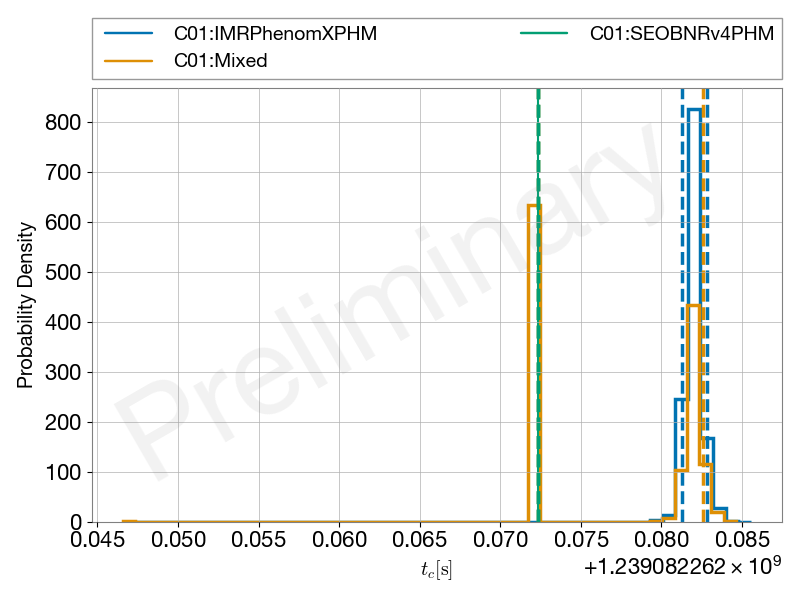 C01:IMRPhenomXPHM
C01:SEOBNRv4PHM
C01:Mixed
800
700
600
500
400
300
200
100
0
Probability Density
Preliminary
0.045 0.050 0.055 0.060 0.065 0.070 0.075 0.080 0.085
t_c[s]
+1.239082262 × 10⁹